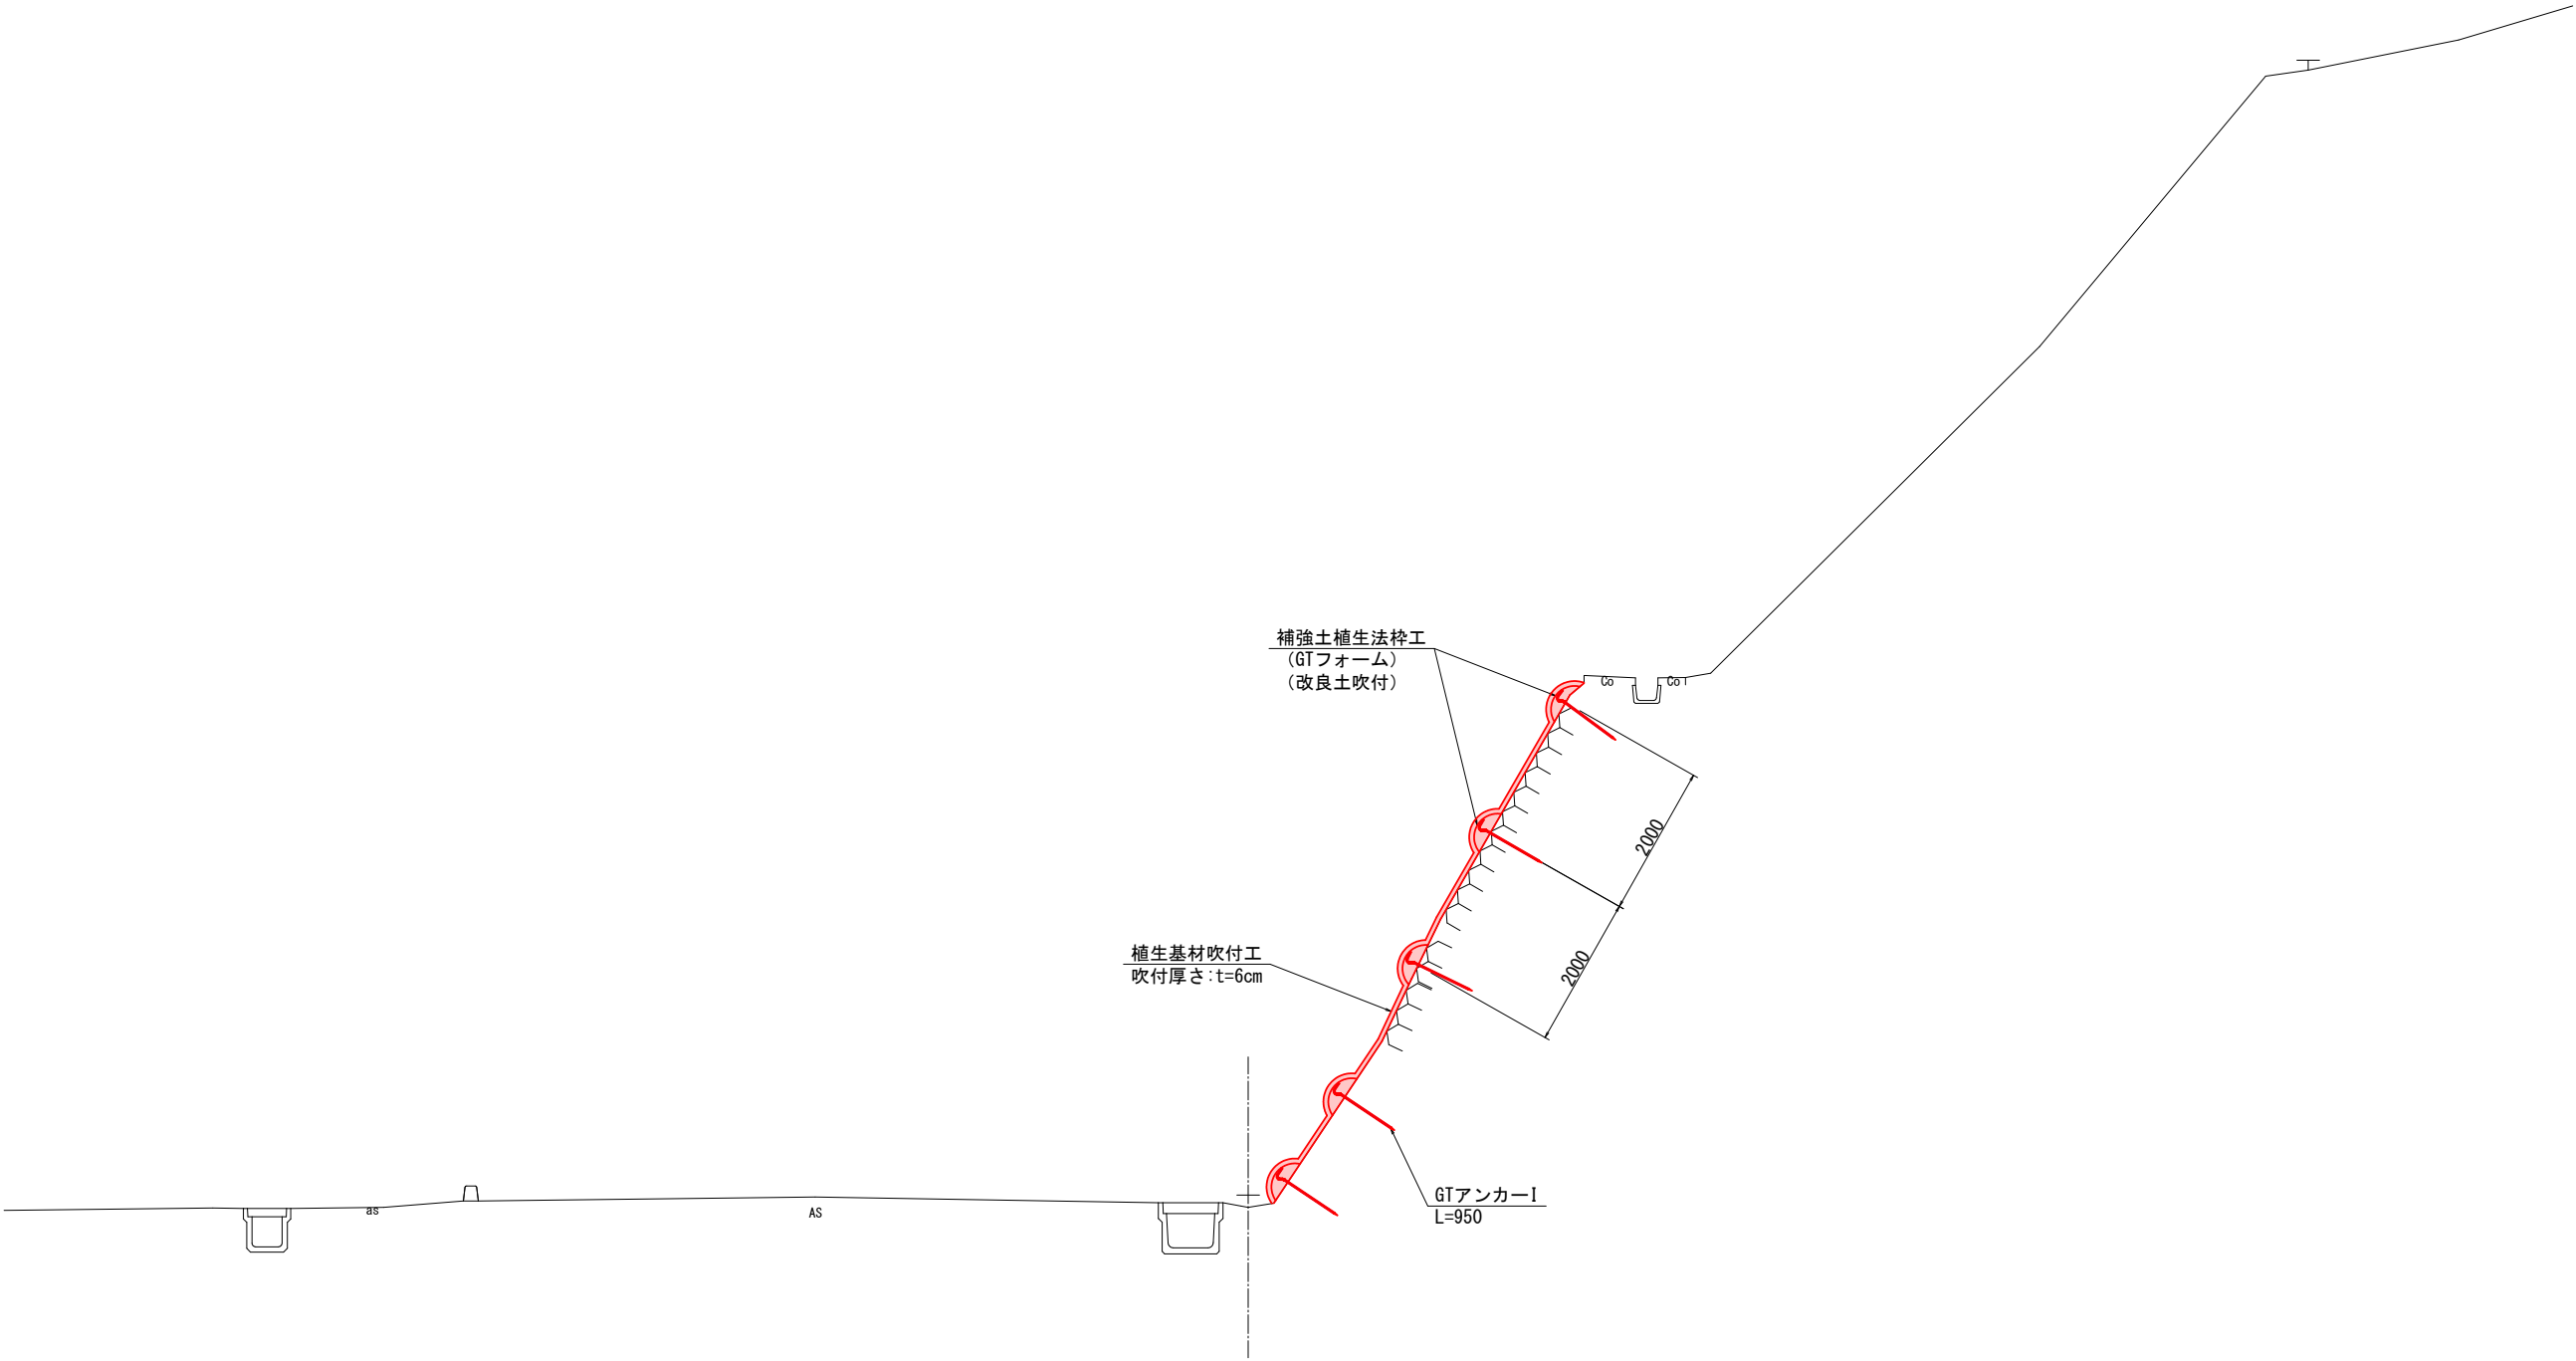 補強土植生法枠工
（GTフォーム）
（改良土吹付）
Co
Co
2000
2000
植生基材吹付工
吹付厚さ:t=6cm
GTアンカーI
L=950
as
AS